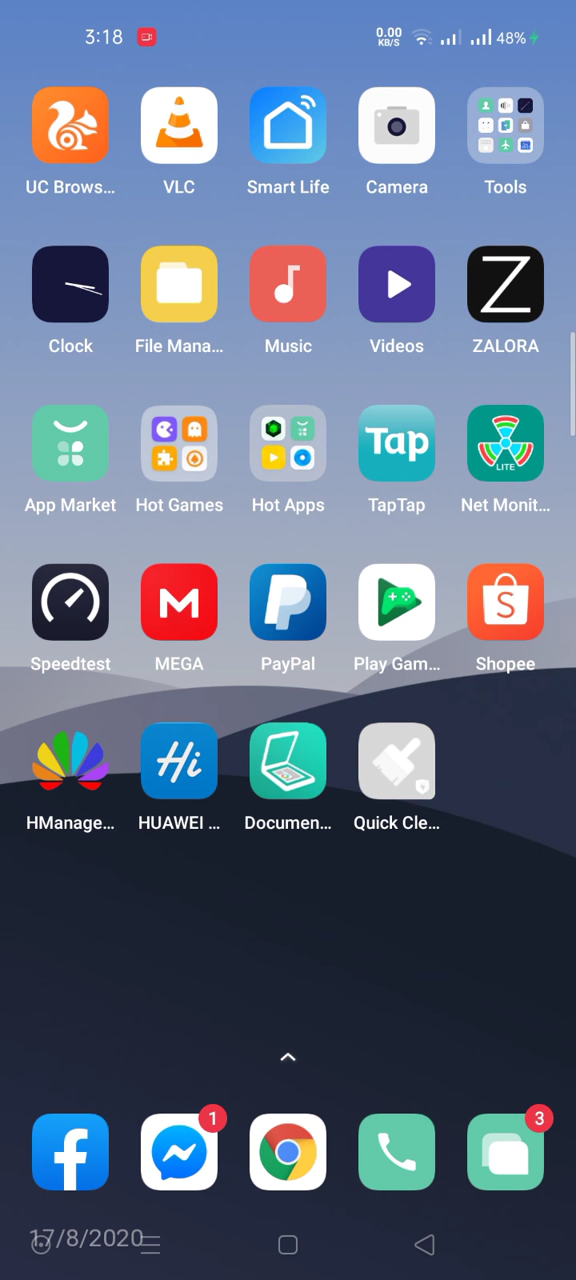 3:18 0.00 KB/S 48%
UC Brows... VLC Smart Life Camera Tools
Z
Clock File Mana... Music Videos ZALORA
Tap LITE
App Market Hot Games Hot Apps TapTap Net Monit...
M P S
Speedtest MEGA PayPal Play Gam... Shopee
Hi
HManage... HUAWEI ... Documen... Quick Cle...
1 3
f
17/8/2020